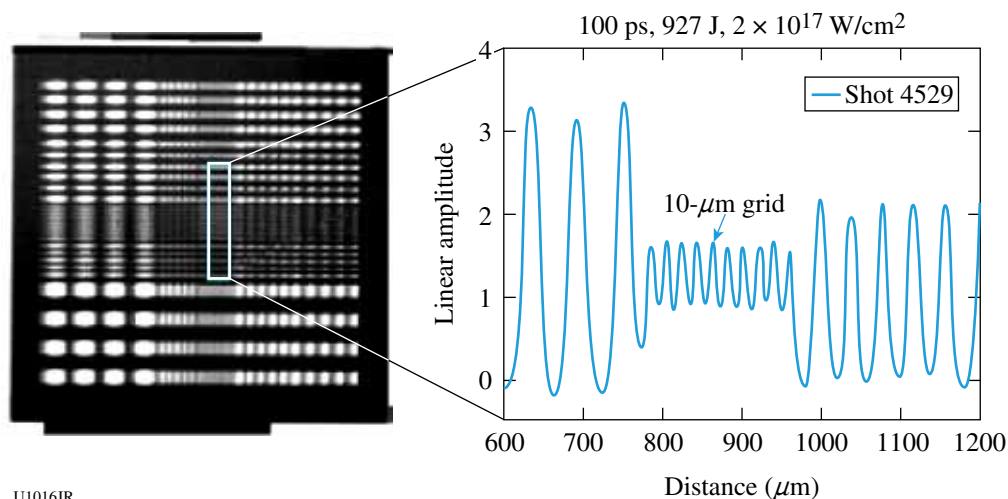 100 ps, 927 J, 2 × 10¹⁷ W/cm²
4
3
2
1
0
Linear amplitude
Shot 4529
10-μm grid
600 700 800 900 1000 1100 1200
Distance (μm)
U1016JR